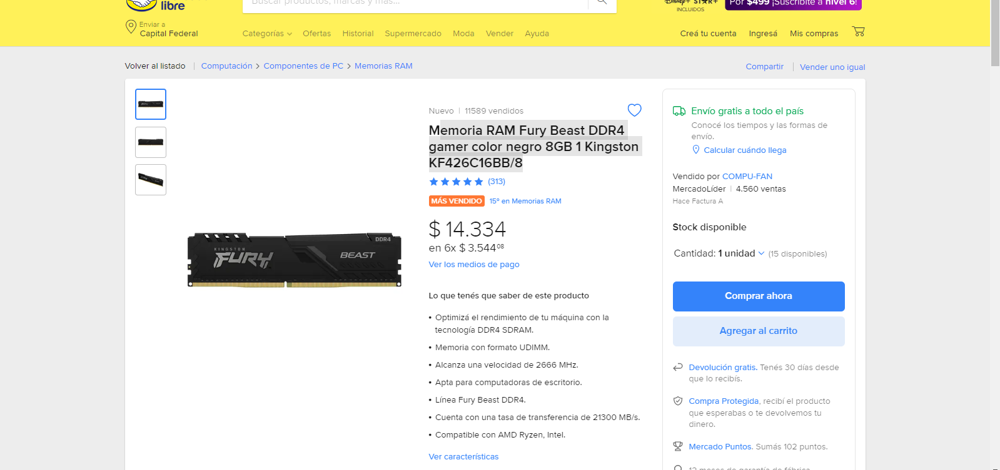 libre
Buscar productos, marcas y más...
DISNEY+ STAR+
INCLUIDOS
Por $499 ¡Suscribite a nivel 6!
Enviar a
Capital Federal
Categorías
Ofertas
Historial
Supermercado
Moda
Vender
Ayuda
Creá tu cuenta
Ingresá
Mis compras
Volver al listado | Computación > Componentes de PC > Memorias RAM
Compartir | Vender uno igual
Nuevo | 11589 vendidos
Memoria RAM Fury Beast DDR4
gamer color negro 8GB 1 Kingston
KF426C16BB/8
(313)
MÁS VENDIDO 15º en Memorias RAM
$ 14.334
en 6x $ 3.544 08
Ver los medios de pago
KINGSTON
FURY
BEAST
DDR4
Lo que tenés que saber de este producto
• Optimizá el rendimiento de tu máquina con la
tecnología DDR4 SDRAM.
• Memoria con formato UDIMM.
• Alcanza una velocidad de 2666 MHz.
• Apta para computadoras de escritorio.
• Línea Fury Beast DDR4.
• Cuenta con una tasa de transferencia de 21300 MB/s.
• Compatible con AMD Ryzen, Intel.
Ver características
Envío gratis a todo el país
Conocé los tiempos y las formas de
envío.
Calcular cuándo llega
Vendido por COMPU-FAN
MercadoLíder | 4.560 ventas
Hace Factura A
Stock disponible
Cantidad: 1 unidad (15 disponibles)
Comprar ahora
Agregar al carrito
Devolución gratis. Tenés 30 días desde
que lo recibís.
Compra Protegida, recibí el producto
que esperabas o te devolvemos tu
dinero.
Mercado Puntos. Sumás 102 puntos.
12 meses de garantía de fábrica.